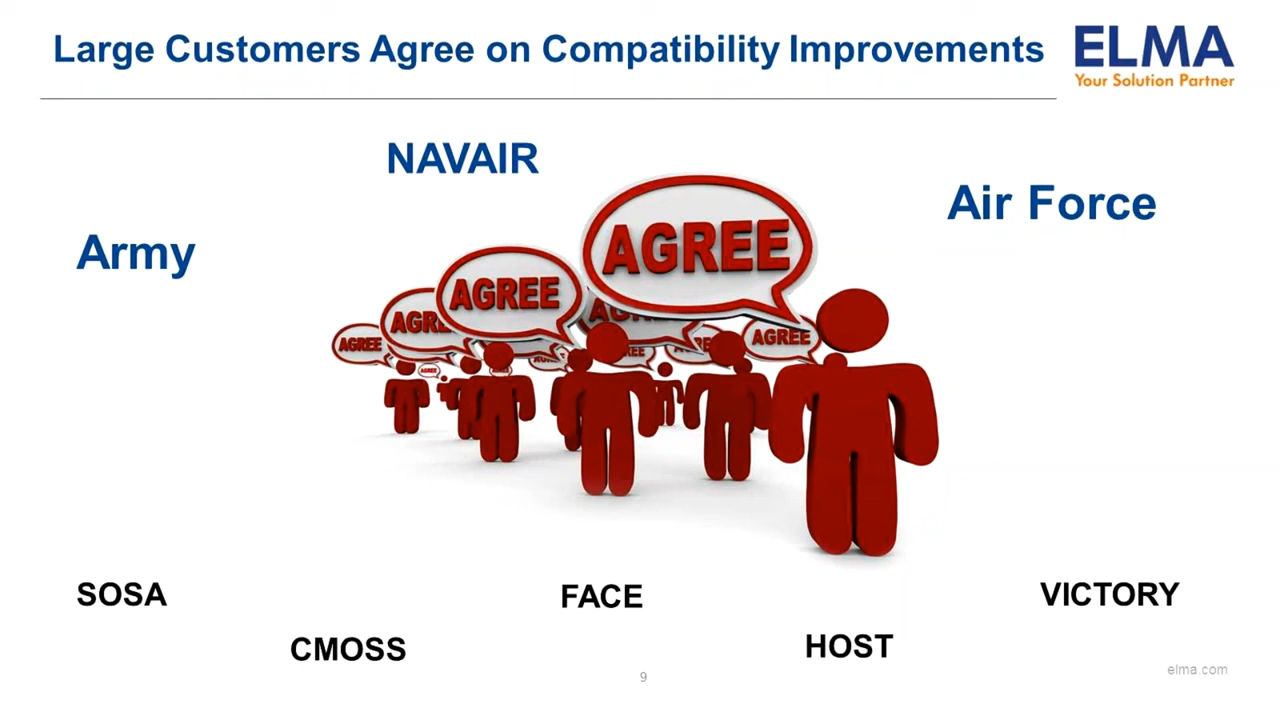 Large Customers Agree on Compatibility Improvements
ELMA
Your Solution Partner
NAVAIR
Air Force
Army
AGREE
AGREE
AGREE
AGREE
AGREE
SOSA
FACE
VICTORY
CMOSS
HOST
9
elma.com